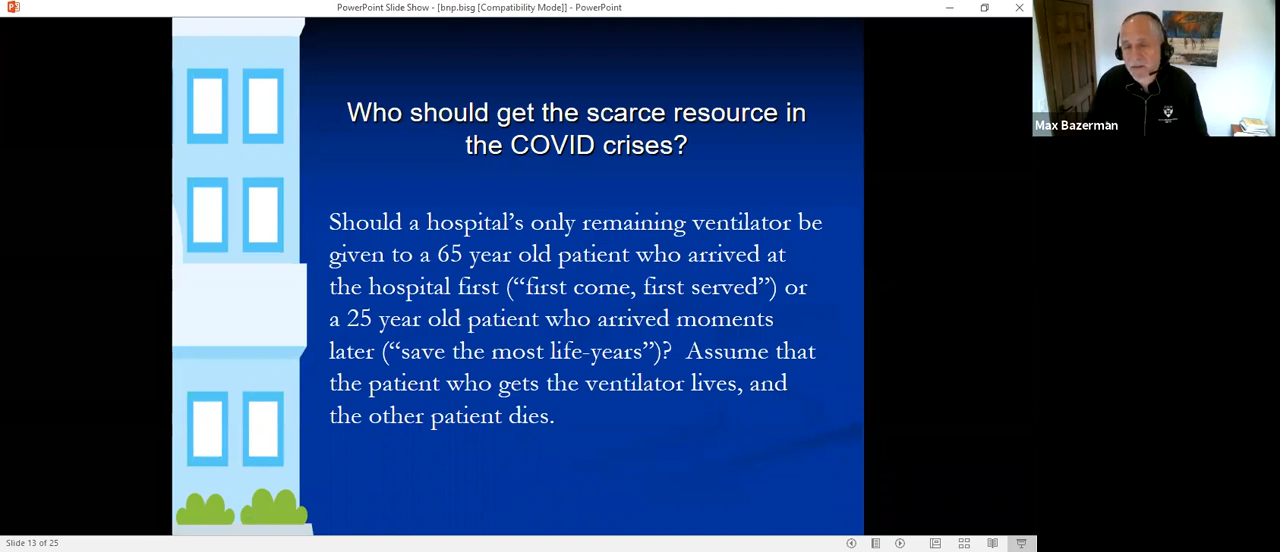 PowerPoint Slide Show - [bnp.bisg [Compatibility Mode]] - PowerPoint
Who should get the scarce resource in
the COVID crises?
Should a hospital’s only remaining ventilator be
given to a 65 year old patient who arrived at
the hospital first (“first come, first served”) or
a 25 year old patient who arrived moments
later (“save the most life-years”)?  Assume that
the patient who gets the ventilator lives, and
the other patient dies.
Max Bazerman
Slide 13 of 25